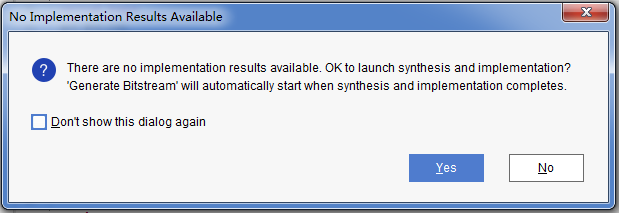 No Implementation Results Available
There are no implementation results available. OK to launch synthesis and implementation?
'Generate Bitstream' will automatically start when synthesis and implementation completes.
Don't show this dialog again
Yes
No